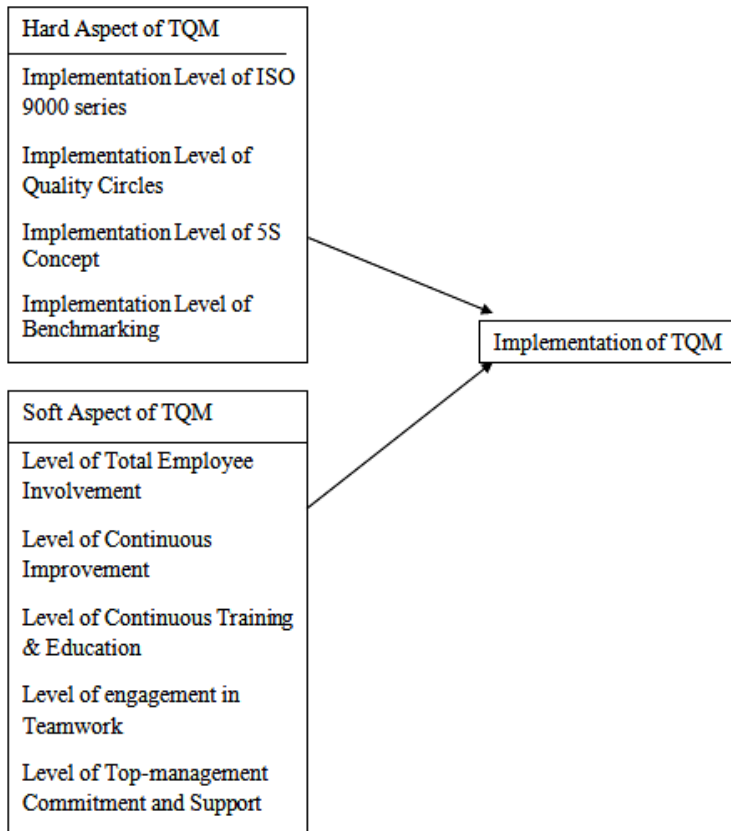 Hard Aspect of TQM
Implementation Level of ISO
9000 series
Implementation Level of
Quality Circles
Implementation Level of 5S
Concept
Implementation Level of
Benchmarking
Implementation of TQM
Soft Aspect of TQM
Level of Total Employee
Involvement
Level of Continuous
Improvement
Level of Continuous Training
& Education
Level of engagement in
Teamwork
Level of Top-management
Commitment and Support